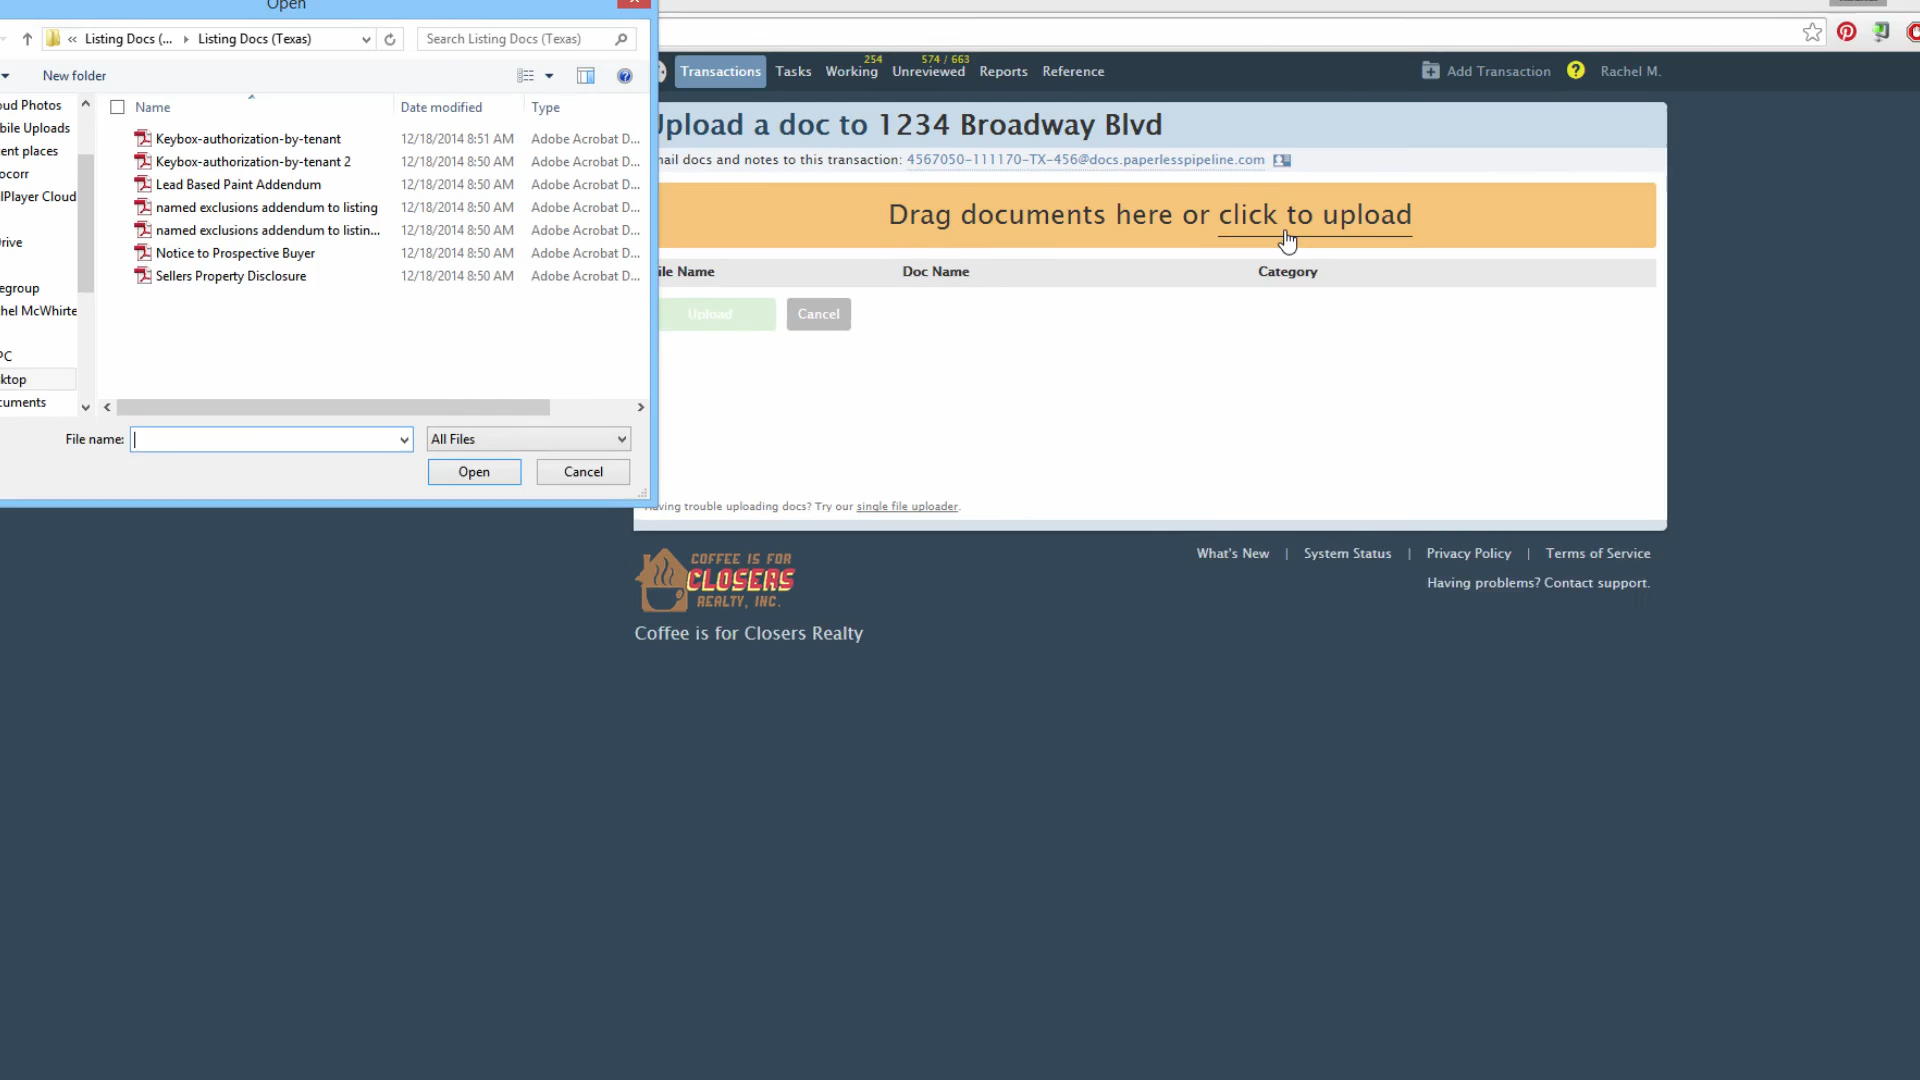 Open
Listing Docs (...
Listing Docs (Texas)
Search Listing Docs (Texas)
New folder
oud Photos
bile Uploads
ent places
ocorr
lPlayer Cloud
rive
egroup
hel McWhirte
PC
ktop
cuments
Name Date modified Type
Keybox-authorization-by-tenant 12/18/2014 8:51 AM Adobe Acrobat D...
Keybox-authorization-by-tenant 2 12/18/2014 8:50 AM Adobe Acrobat D...
Lead Based Paint Addendum 12/18/2014 8:50 AM Adobe Acrobat D...
named exclusions addendum to listing 12/18/2014 8:50 AM Adobe Acrobat D...
named exclusions addendum to listin... 12/18/2014 8:50 AM Adobe Acrobat D...
Notice to Prospective Buyer 12/18/2014 8:50 AM Adobe Acrobat D...
Sellers Property Disclosure 12/18/2014 8:50 AM Adobe Acrobat D...
File name:
All Files
Open Cancel
254 574 / 663
Transactions Tasks Working Unreviewed Reports Reference
Add Transaction ? Rachel M.
Upload a doc to 1234 Broadway Blvd
ail docs and notes to this transaction: 4567050-111170-TX-456@docs.paperlesspipeline.com
Drag documents here or click to upload
ile Name Doc Name Category
Upload Cancel
aving trouble uploading docs? Try our single file uploader.
COFFEE IS FOR
CLOSERS
REALTY, INC.
Coffee is for Closers Realty
What's New | System Status | Privacy Policy | Terms of Service
Having problems? Contact support.